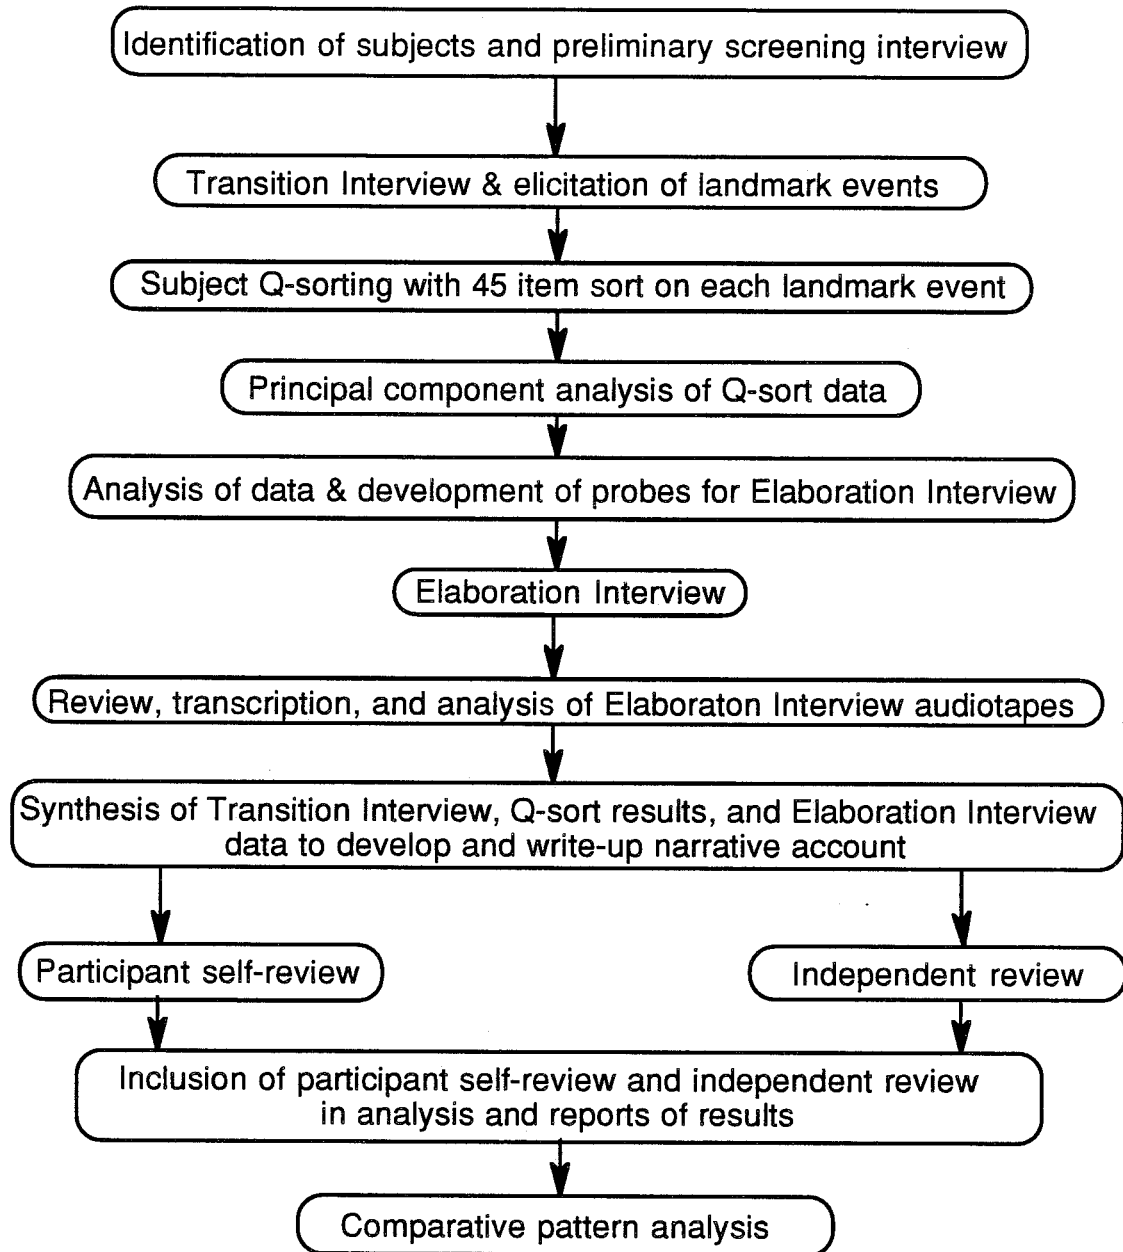 Identification of subjects and preliminary screening interview
Transition Interview & elicitation of landmark events
Subject Q-sorting with 45 item sort on each landmark event
Principal component analysis of Q-sort data
Analysis of data & development of probes for Elaboration Interview
Elaboration Interview
Review, transcription, and analysis of Elaboraton Interview audiotapes
Synthesis of Transition Interview, Q-sort results, and Elaboration Interview
data to develop and write-up narrative account
Participant self-review
Independent review
Inclusion of participant self-review and independent review
in analysis and reports of results
Comparative pattern analysis